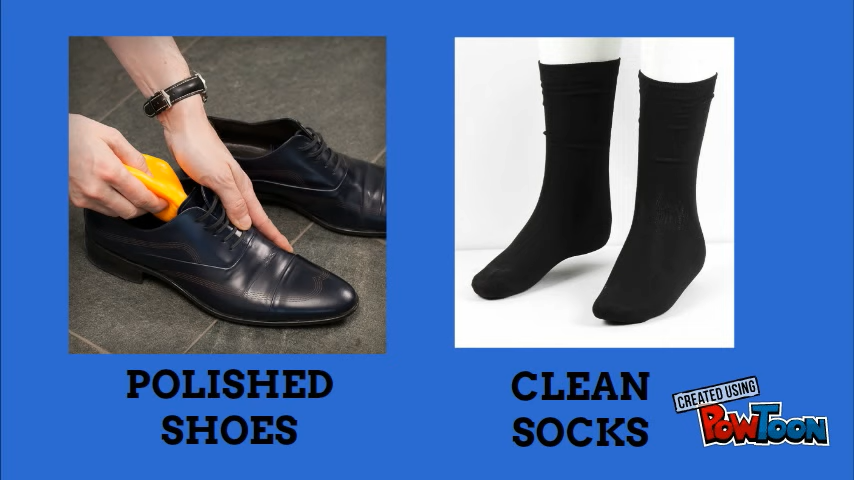 POLISHED
SHOES
CLEAN
SOCKS
CREATED USING
POWTOON